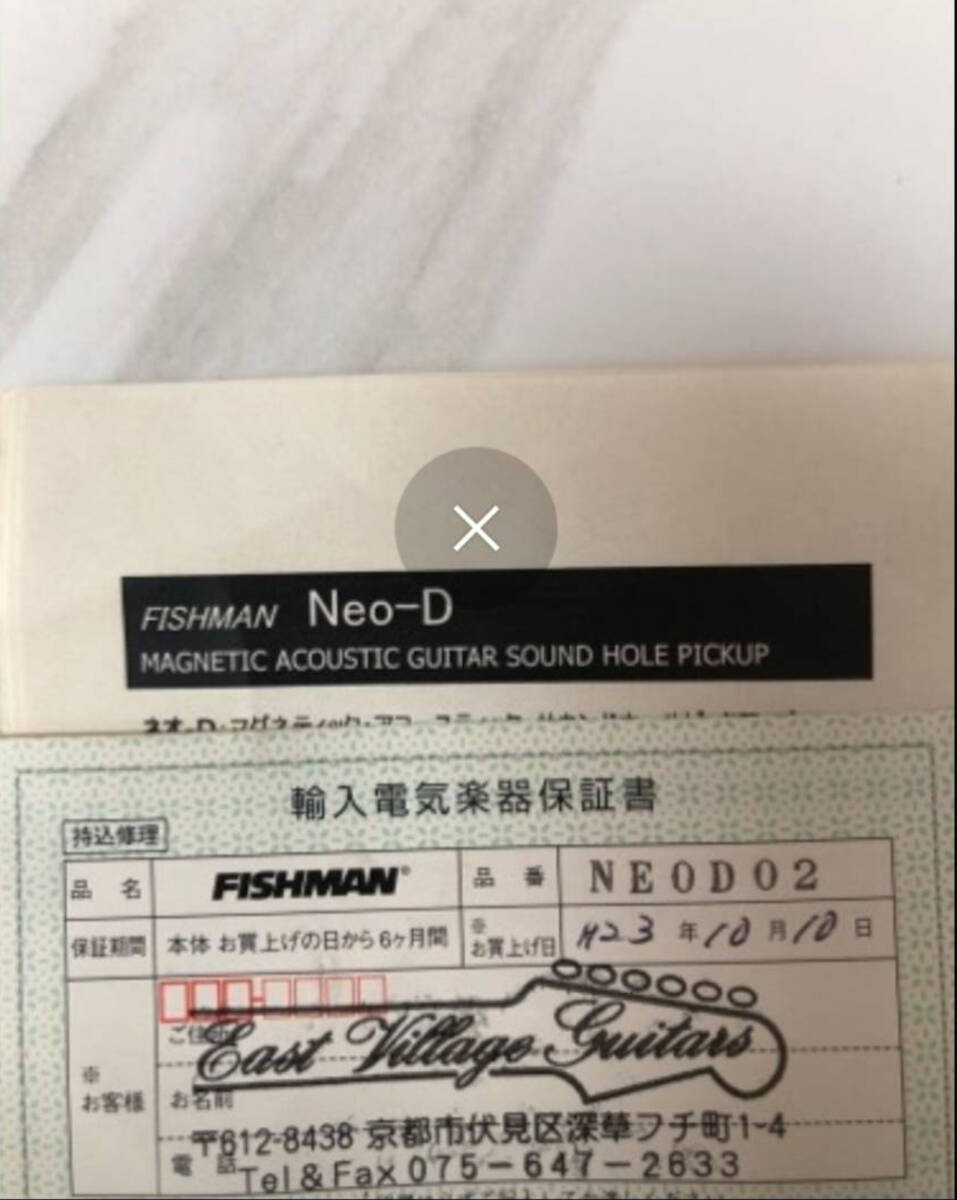 FISHMAN Neo-D
MAGNETIC ACOUSTIC GUITAR SOUND HOLE PICKUP
輸入電気楽器保証書
持込修理
品 名 FISHMAN® 品 番 NEOD02
保証期間 本体 お買上げの日から6ヶ月間 ※お買上げ日 H23 年 10 月 10 日
※お客様
East Village Guitars
お名前
〒612-8438 京都市伏見区深草フチ町1-4
電 話
Tel&Fax 075-647-2633